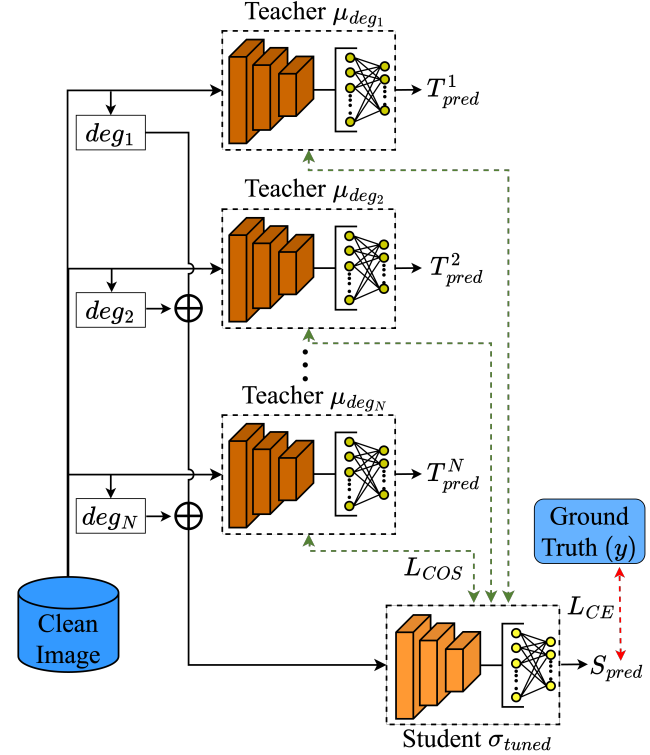 Teacher μ_{deg_1}
T^1_{pred}
deg_1
Teacher μ_{deg_2}
T^2_{pred}
deg_2
Teacher μ_{deg_N}
T^N_{pred}
deg_N
Ground
Truth (y)
L_{COS}
L_{CE}
Clean
Image
S_{pred}
Student σ_{tuned}